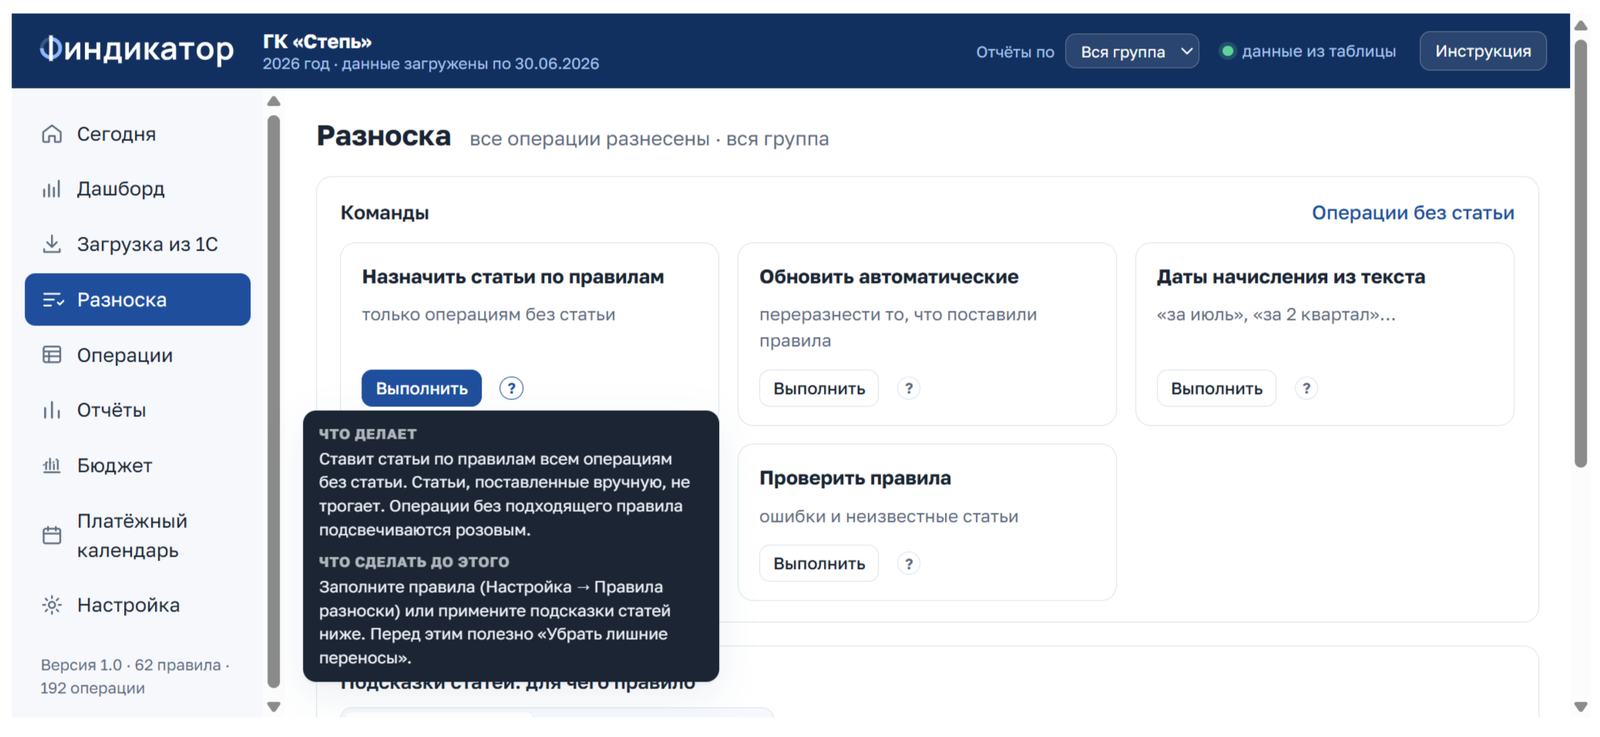 Финдикатор
ГК «Степь»
2026 год · данные загружены по 30.06.2026
Отчёты по
Вся группа
данные из таблицы
Инструкция
Сегодня
Дашборд
Загрузка из 1С
Разноска
Операции
Отчёты
Бюджет
Платёжный
календарь
Настройка
Версия 1.0 · 62 правила ·
192 операции
Разноска
все операции разнесены · вся группа
Команды
Операции без статьи
Назначить статьи по правилам
только операциям без статьи
Выполнить
?
Обновить автоматические
переразнести то, что поставили
правила
Выполнить
?
Даты начисления из текста
«за июль», «за 2 квартал»...
Выполнить
?
ЧТО ДЕЛАЕТ
Ставит статьи по правилам всем операциям
без статьи. Статьи, поставленные вручную, не
трогает. Операции без подходящего правила
подсвечиваются розовым.
ЧТО СДЕЛАТЬ ДО ЭТОГО
Заполните правила (Настройка → Правила
разноски) или примените подсказки статей
ниже. Перед этим полезно «Убрать лишние
переносы».
Проверить правила
ошибки и неизвестные статьи
Выполнить
?
Подсказки статей: для чего правило